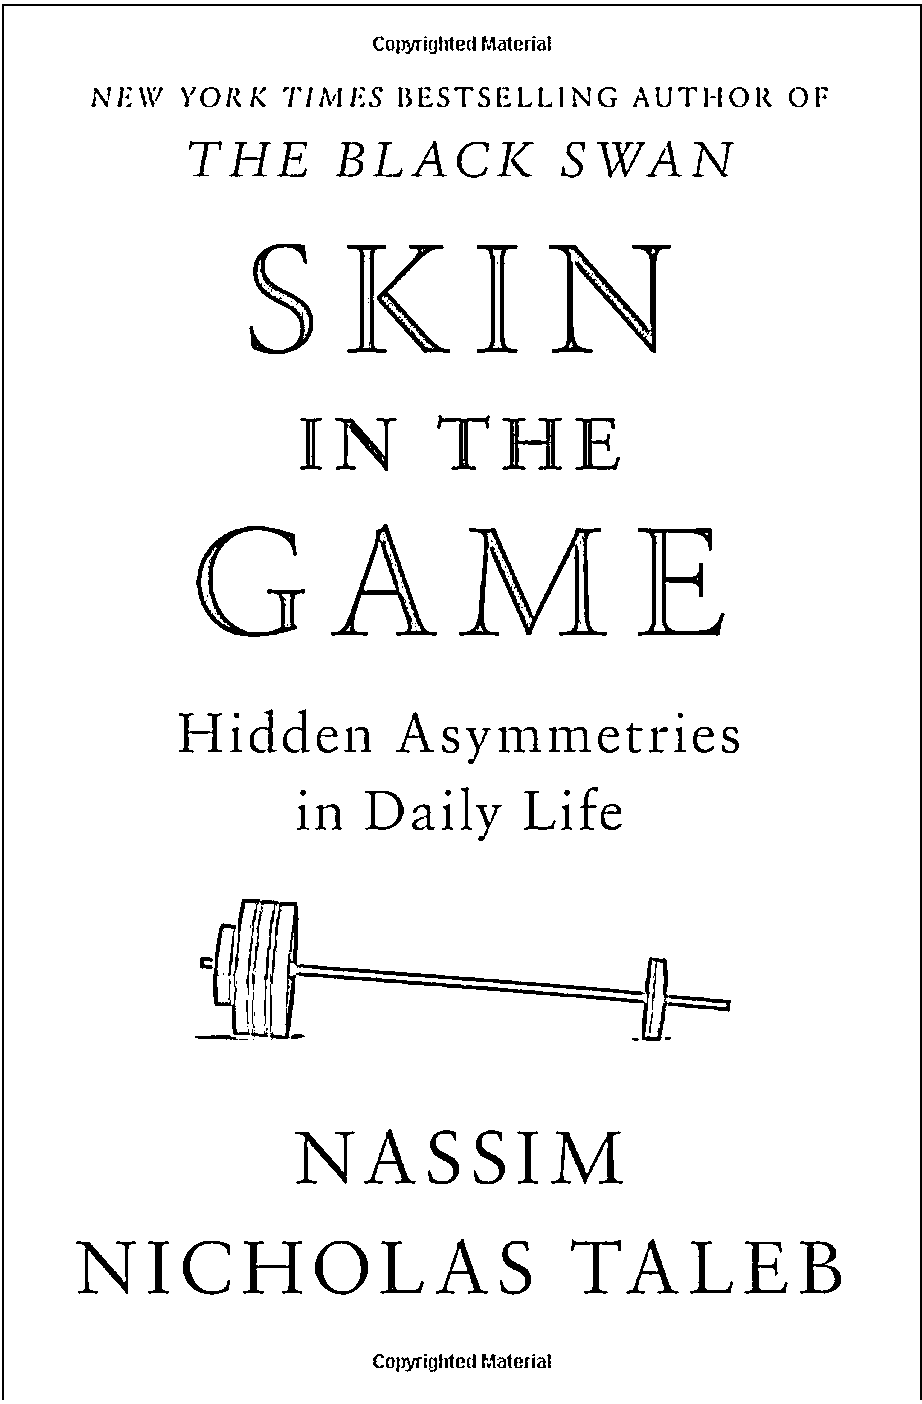 Copyrighted Material
NEW YORK TIMES BESTSELLING AUTHOR OF
THE BLACK SWAN
SKIN
IN THE
GAME
Hidden Asymmetries
in Daily Life
NASSIM
NICHOLAS TALEB
Copyrighted Material